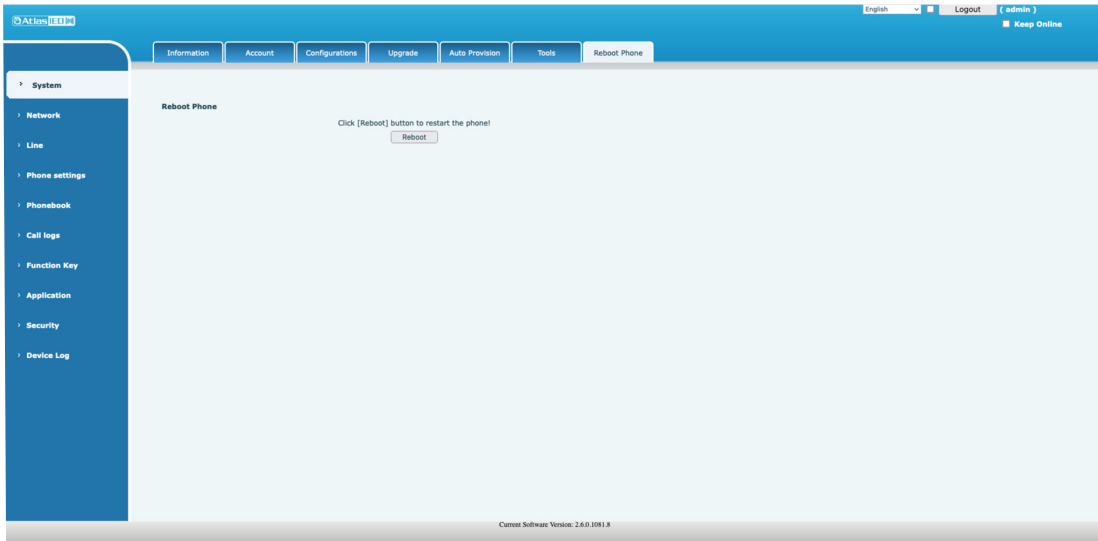 AtlasIED
English
Logout ( admin )
Keep Online
Information Account Configurations Upgrade Auto Provision Tools Reboot Phone
› System
› Network
› Line
› Phone settings
› Phonebook
› Call logs
› Function Key
› Application
› Security
› Device Log
Reboot Phone
Click [Reboot] button to restart the phone!
Reboot
Current Software Version: 2.6.0.1081.8